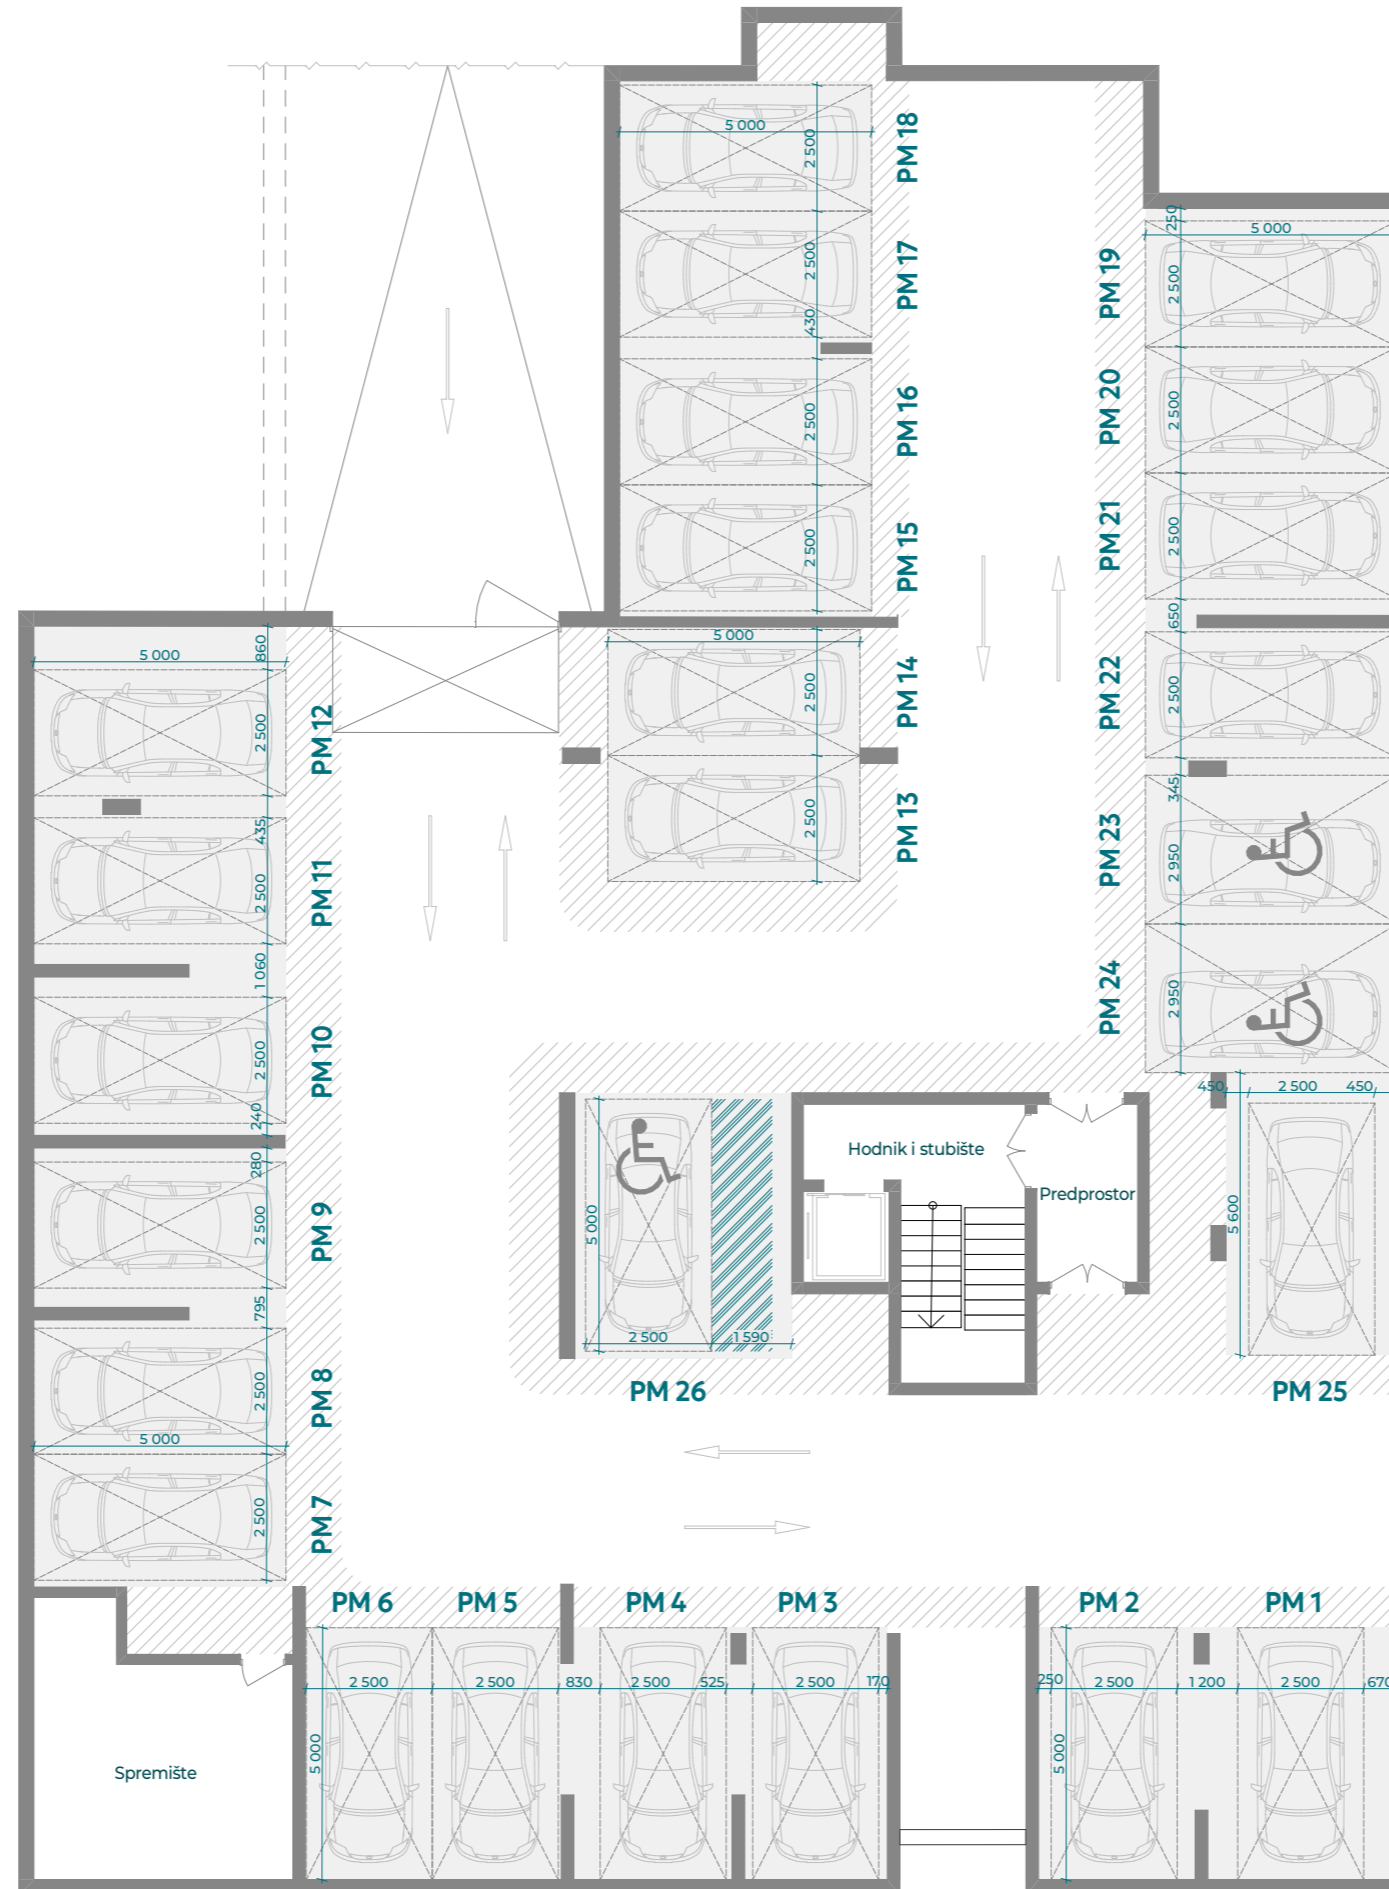 5 000
2 500
PM 18
2 500
PM 17
430
2 500
PM 16
2 500
PM 15
250
5 000
2 500
PM 19
2 500
PM 20
2 500
PM 21
650
2 500
PM 22
345
2 950
PM 23
2 950
PM 24
5 000
2 500
PM 14
2 500
PM 13
860
5 000
2 500
PM 12
435
2 500
PM 11
1 060
2 500
PM 10
240
280
2 500
PM 9
795
2 500
PM 8
5 000
2 500
PM 7
5 000
2 500
1 590
PM 26
Hodnik i stubište
Predprostor
450
2 500
450
5 600
PM 25
PM 6
PM 5
PM 4
PM 3
PM 2
PM 1
2 500
2 500
830
2 500
525
2 500
170
250
2 500
1 200
2 500
670
5 000
5 000
Spremište